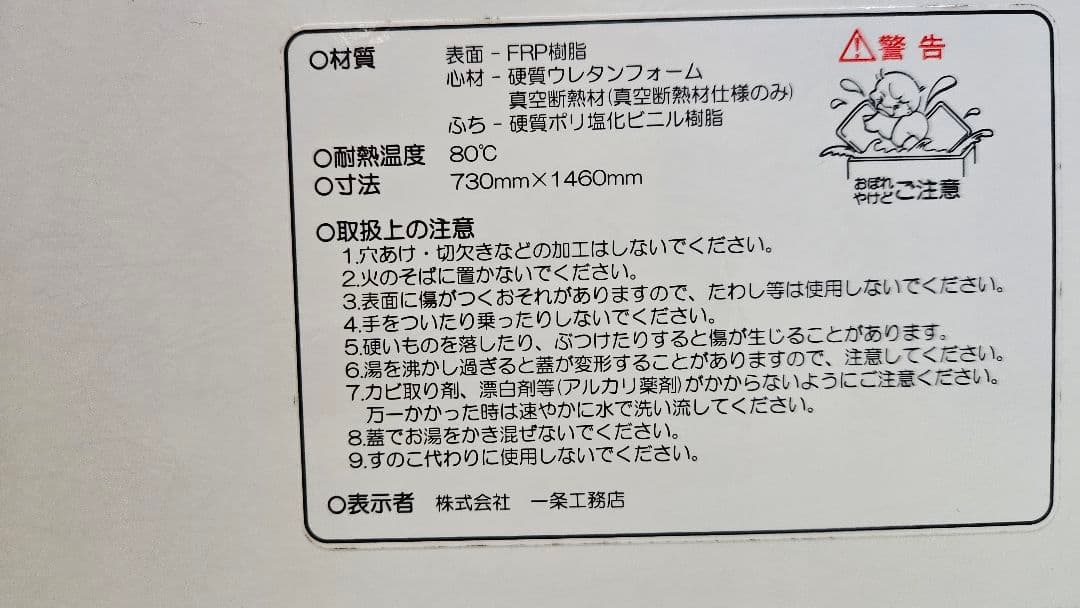 ○材質 表面 - FRP樹脂
心材 - 硬質ウレタンフォーム
真空断熱材(真空断熱材仕様のみ)
ふち - 硬質ポリ塩化ビニル樹脂
○耐熱温度 80℃
○寸法 730mm×1460mm
⚠警告
おぼれ
やけど ご注意
○取扱上の注意
1.穴あけ・切欠きなどの加工はしないでください。
2.火のそばに置かないでください。
3.表面に傷がつくおそれがありますので、たわし等は使用しないでください。
4.手をついたり乗ったりしないでください。
5.硬いものを落したり、ぶつけたりすると傷が生じることがあります。
6.湯を沸かし過ぎると蓋が変形することがありますので、注意してください。
7.カビ取り剤、漂白剤等(アルカリ薬剤)がかからないようにご注意ください。
万一かかった時は速やかに水で洗い流してください。
8.蓋でお湯をかき混ぜないでください。
9.すのこ代わりに使用しないでください。
○表示者 株式会社 一条工務店